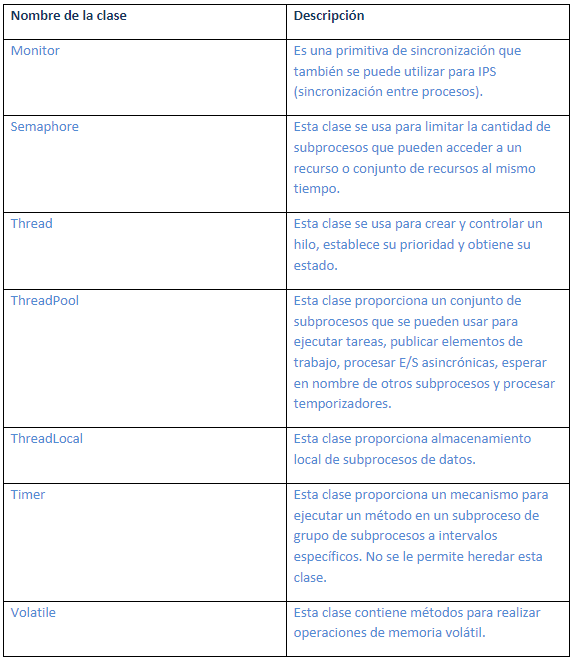 Nombre de la clase
Descripción
Monitor
Es una primitiva de sincronización que
también se puede utilizar para IPS
(sincronización entre procesos).
Semaphore
Esta clase se usa para limitar la cantidad de
subprocesos que pueden acceder a un
recurso o conjunto de recursos al mismo
tiempo.
Thread
Esta clase se usa para crear y controlar un
hilo, establece su prioridad y obtiene su
estado.
ThreadPool
Esta clase proporciona un conjunto de
subprocesos que se pueden usar para
ejecutar tareas, publicar elementos de
trabajo, procesar E/S asincrónicas, esperar
en nombre de otros subprocesos y procesar
temporizadores.
ThreadLocal
Esta clase proporciona almacenamiento
local de subprocesos de datos.
Timer
Esta clase proporciona un mecanismo para
ejecutar un método en un subproceso de
grupo de subprocesos a intervalos
específicos. No se le permite heredar esta
clase.
Volatile
Esta clase contiene métodos para realizar
operaciones de memoria volátil.